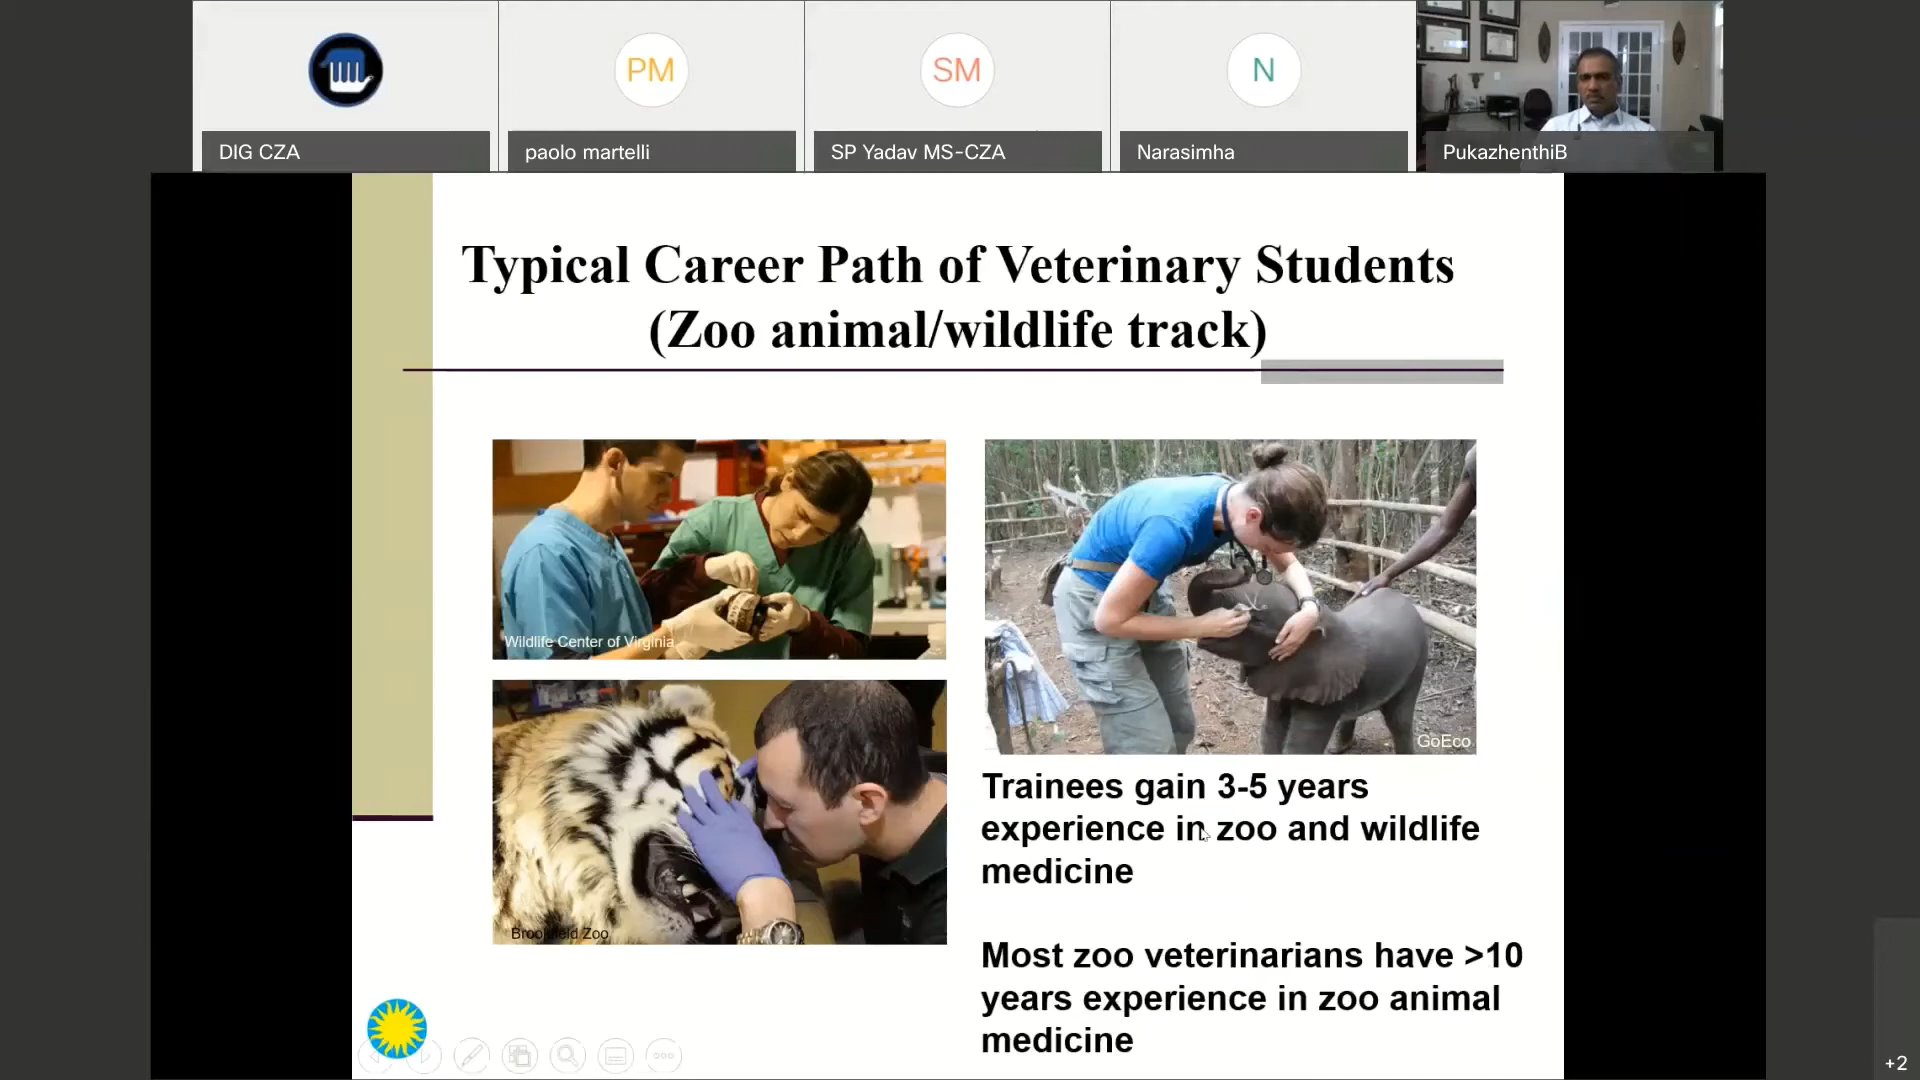 PM
SM
N
DIG CZA
paolo martelli
SP Yadav MS-CZA
Narasimha
PukazhenthiB
Typical Career Path of Veterinary Students
(Zoo animal/wildlife track)
Wildlife Center of Virginia
GoEco
Brookfield Zoo
Trainees gain 3-5 years
experience in zoo and wildlife
medicine
Most zoo veterinarians have >10
years experience in zoo animal
medicine
+2